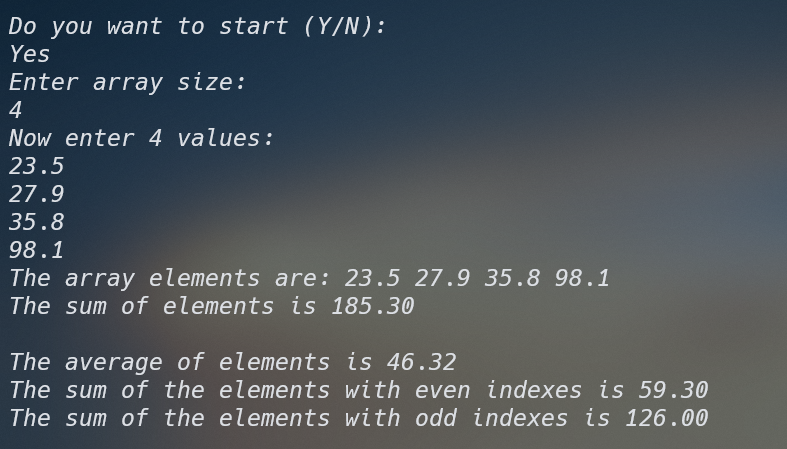 Do you want to start (Y/N):
Yes
Enter array size:
4
Now enter 4 values:
23.5
27.9
35.8
98.1
The array elements are: 23.5 27.9 35.8 98.1
The sum of elements is 185.30
The average of elements is 46.32
The sum of the elements with even indexes is 59.30
The sum of the elements with odd indexes is 126.00